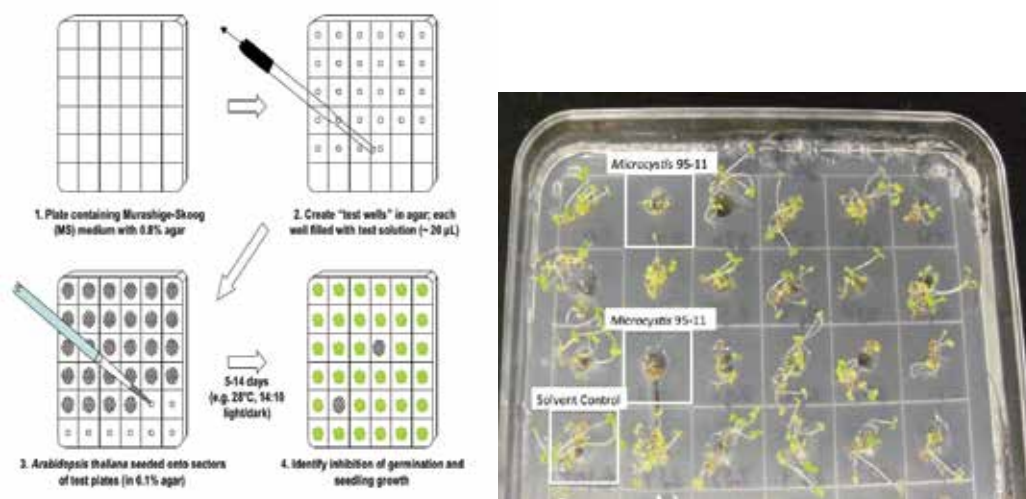 1. Plate containing Murashige-Skoog
(MS) medium with 0.8% agar
2. Create "test wells" in agar; each
well filled with test solution (~ 20 µL)
3. Arabidopsis thaliana seeded onto sectors
of test plates (in 0.1% agar)
5-14 days
(e.g. 28°C, 14:10
light/dark)
4. Identify inhibition of germination and
seedling growth
Microcystis 95-11
Microcystis 95-11
Solvent Control